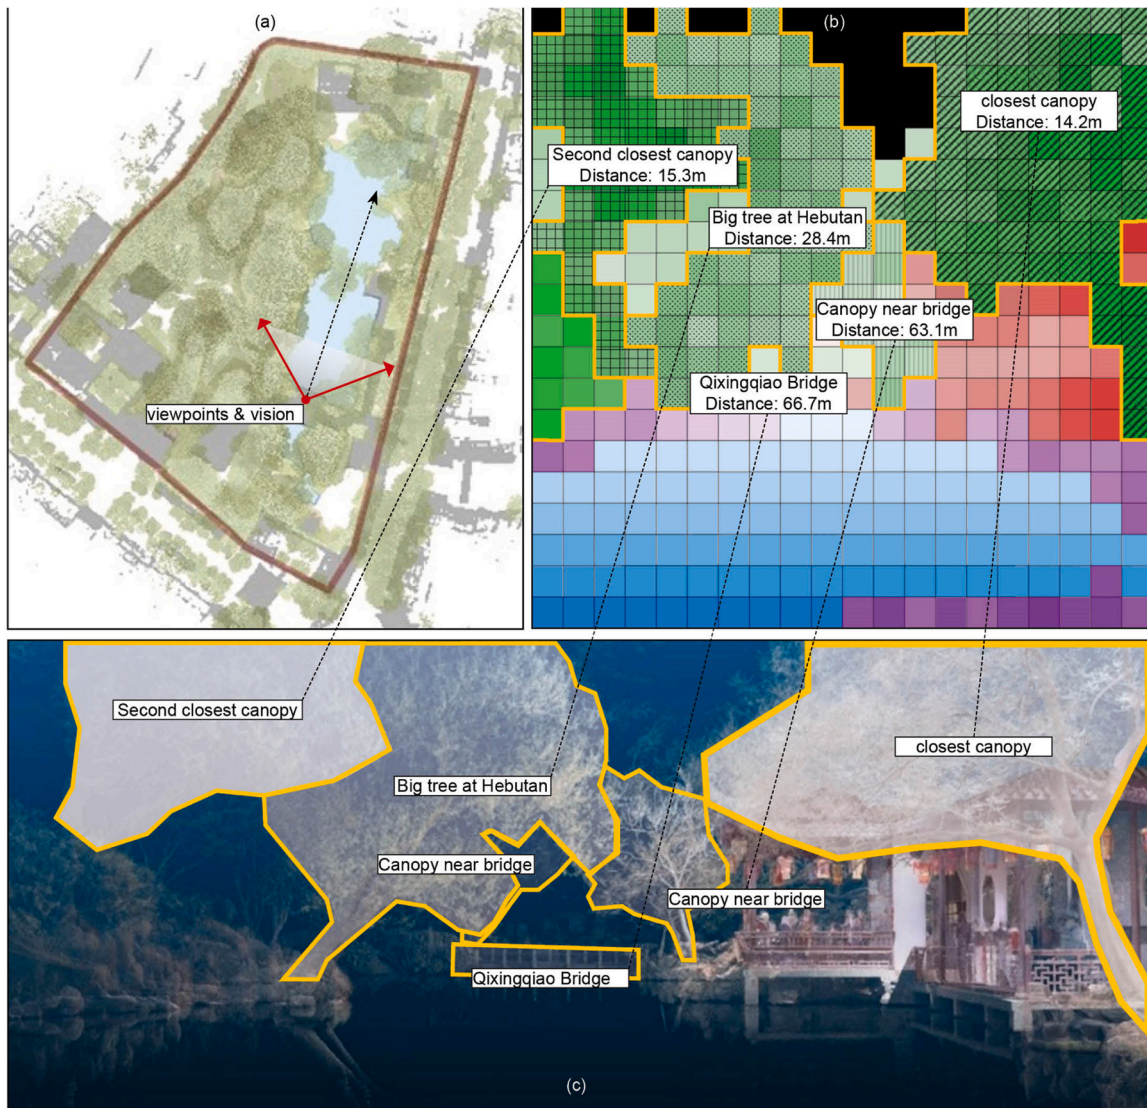 (a)
viewpoints & vision
(b)
closest canopy
Distance: 14.2m
Second closest canopy
Distance: 15.3m
Big tree at Hebutan
Distance: 28.4m
Canopy near bridge
Distance: 63.1m
Qixingqiao Bridge
Distance: 66.7m
Second closest canopy
closest canopy
Big tree at Hebutan
Canopy near bridge
Canopy near bridge
Qixingqiao Bridge
(c)